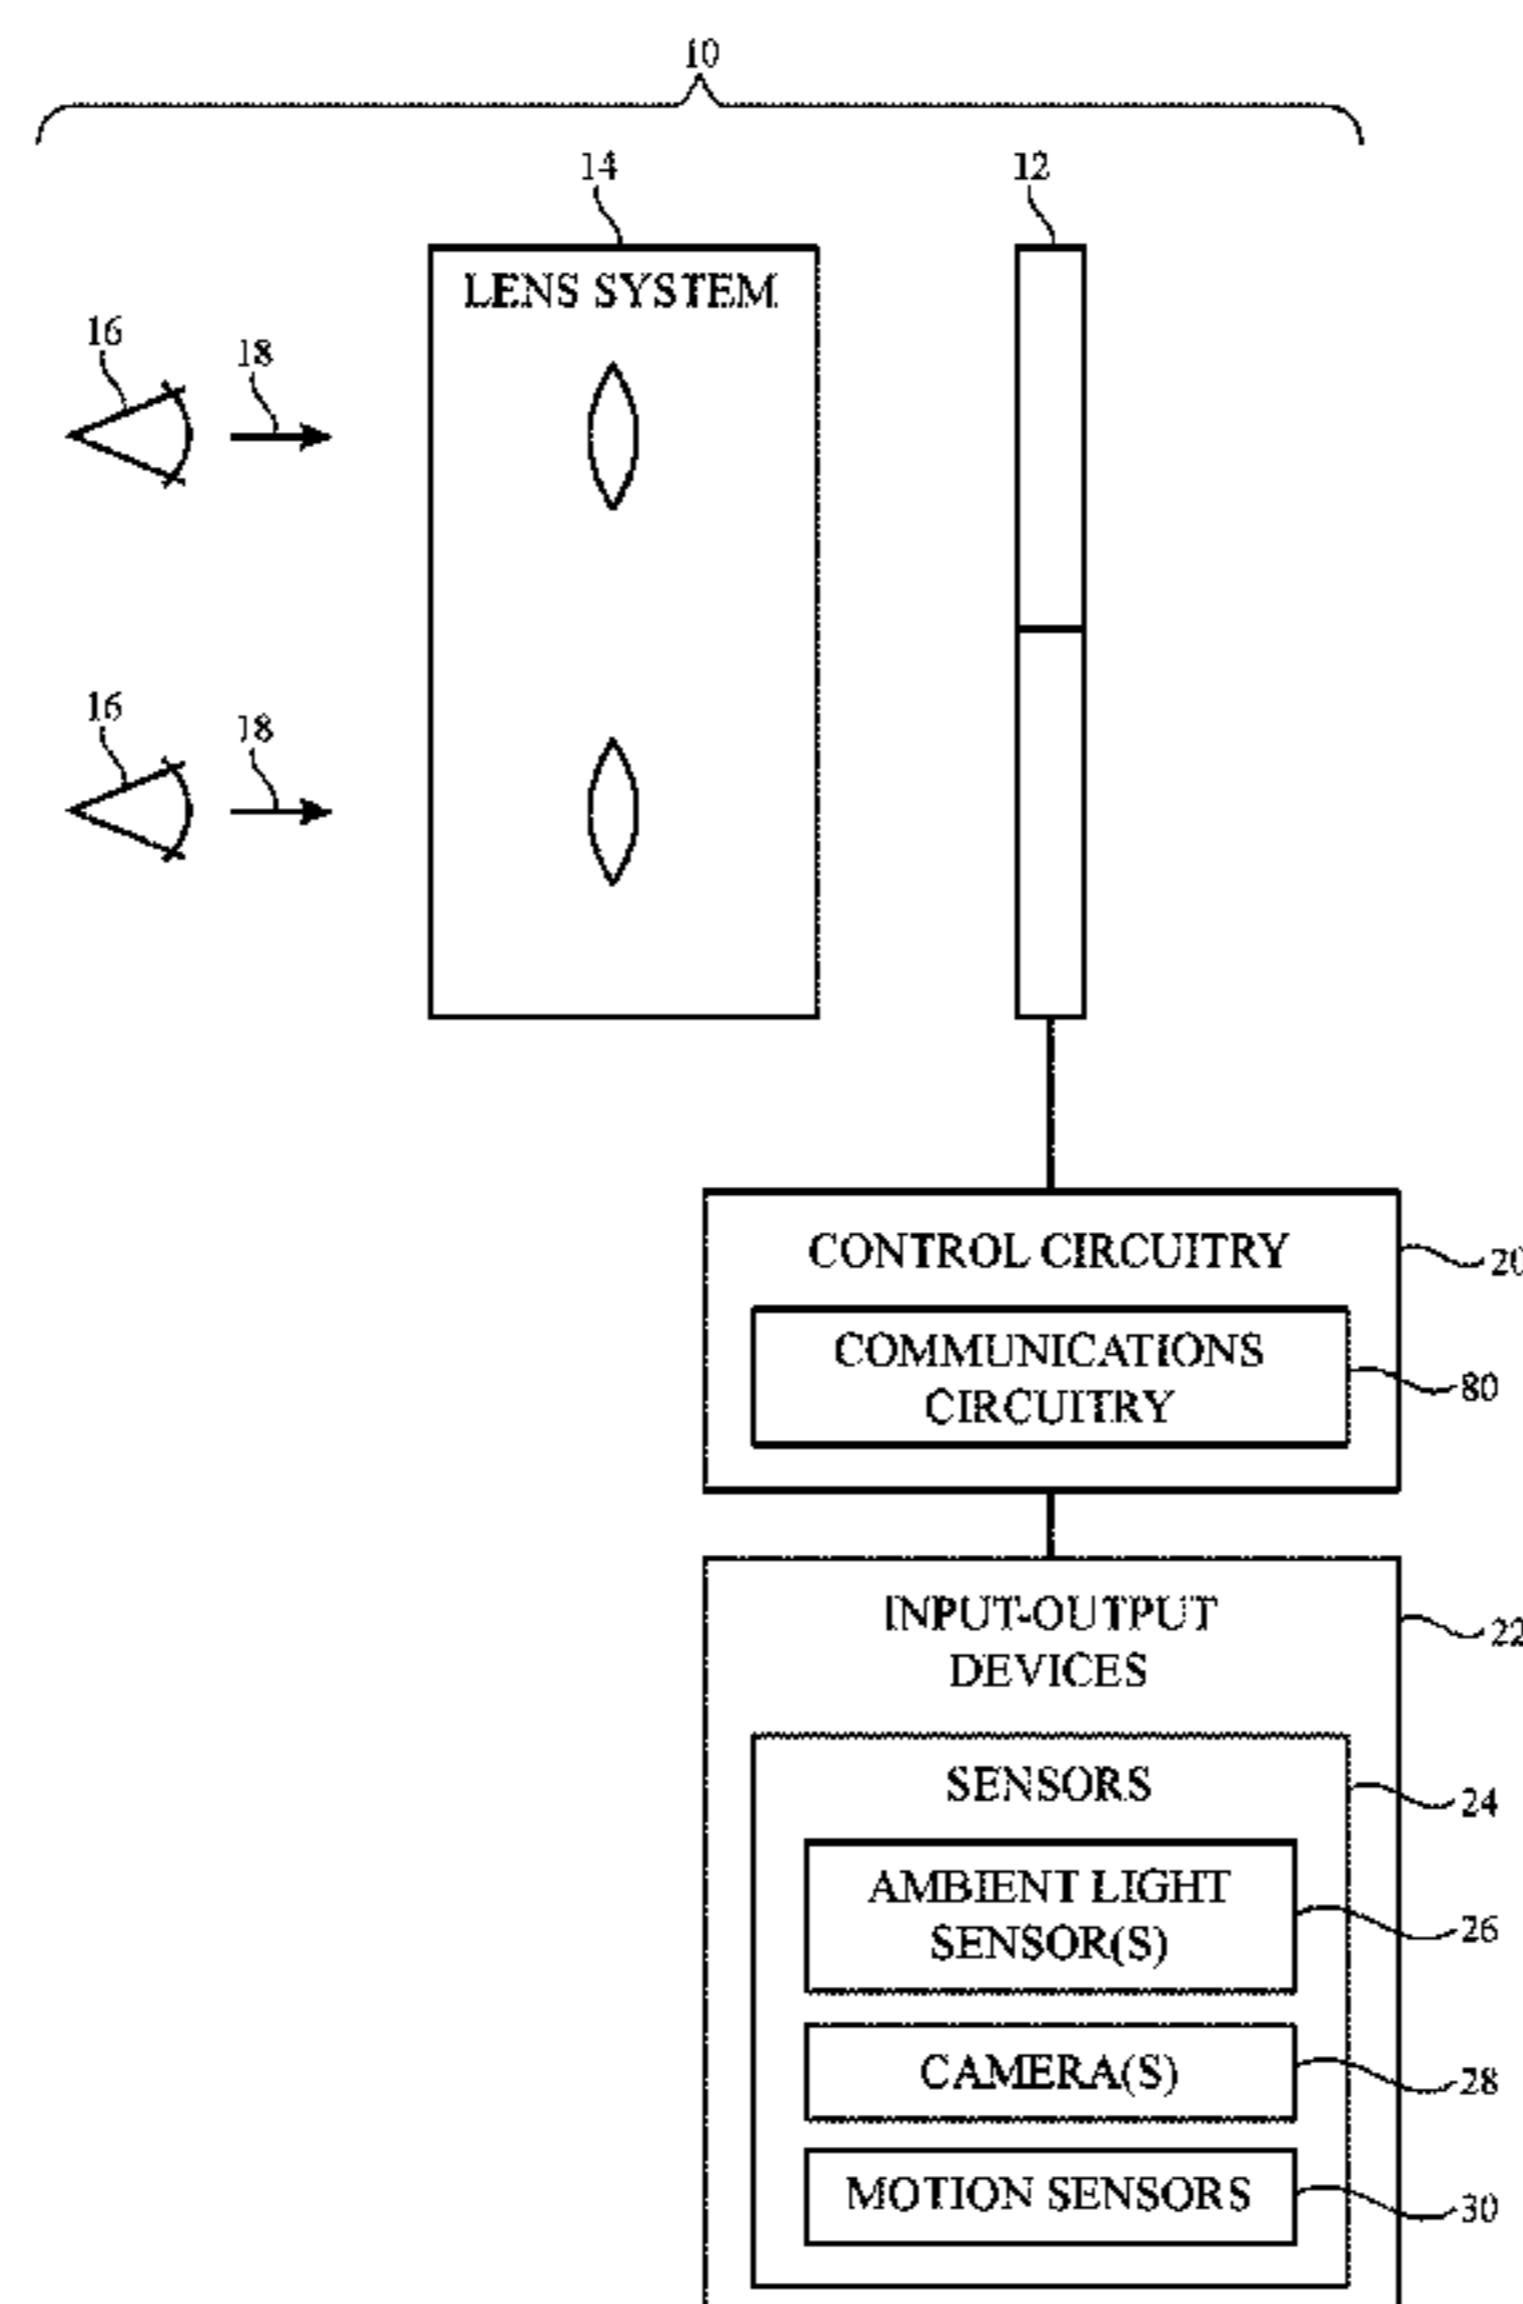 10
14
12
LENS SYSTEM
16
18
16
18
CONTROL CIRCUITRY
20
COMMUNICATIONS
CIRCUITRY
80
INPUT-OUTPUT
DEVICES
22
SENSORS
24
AMBIENT LIGHT
SENSOR(S)
26
CAMERA(S)
28
MOTION SENSORS
30